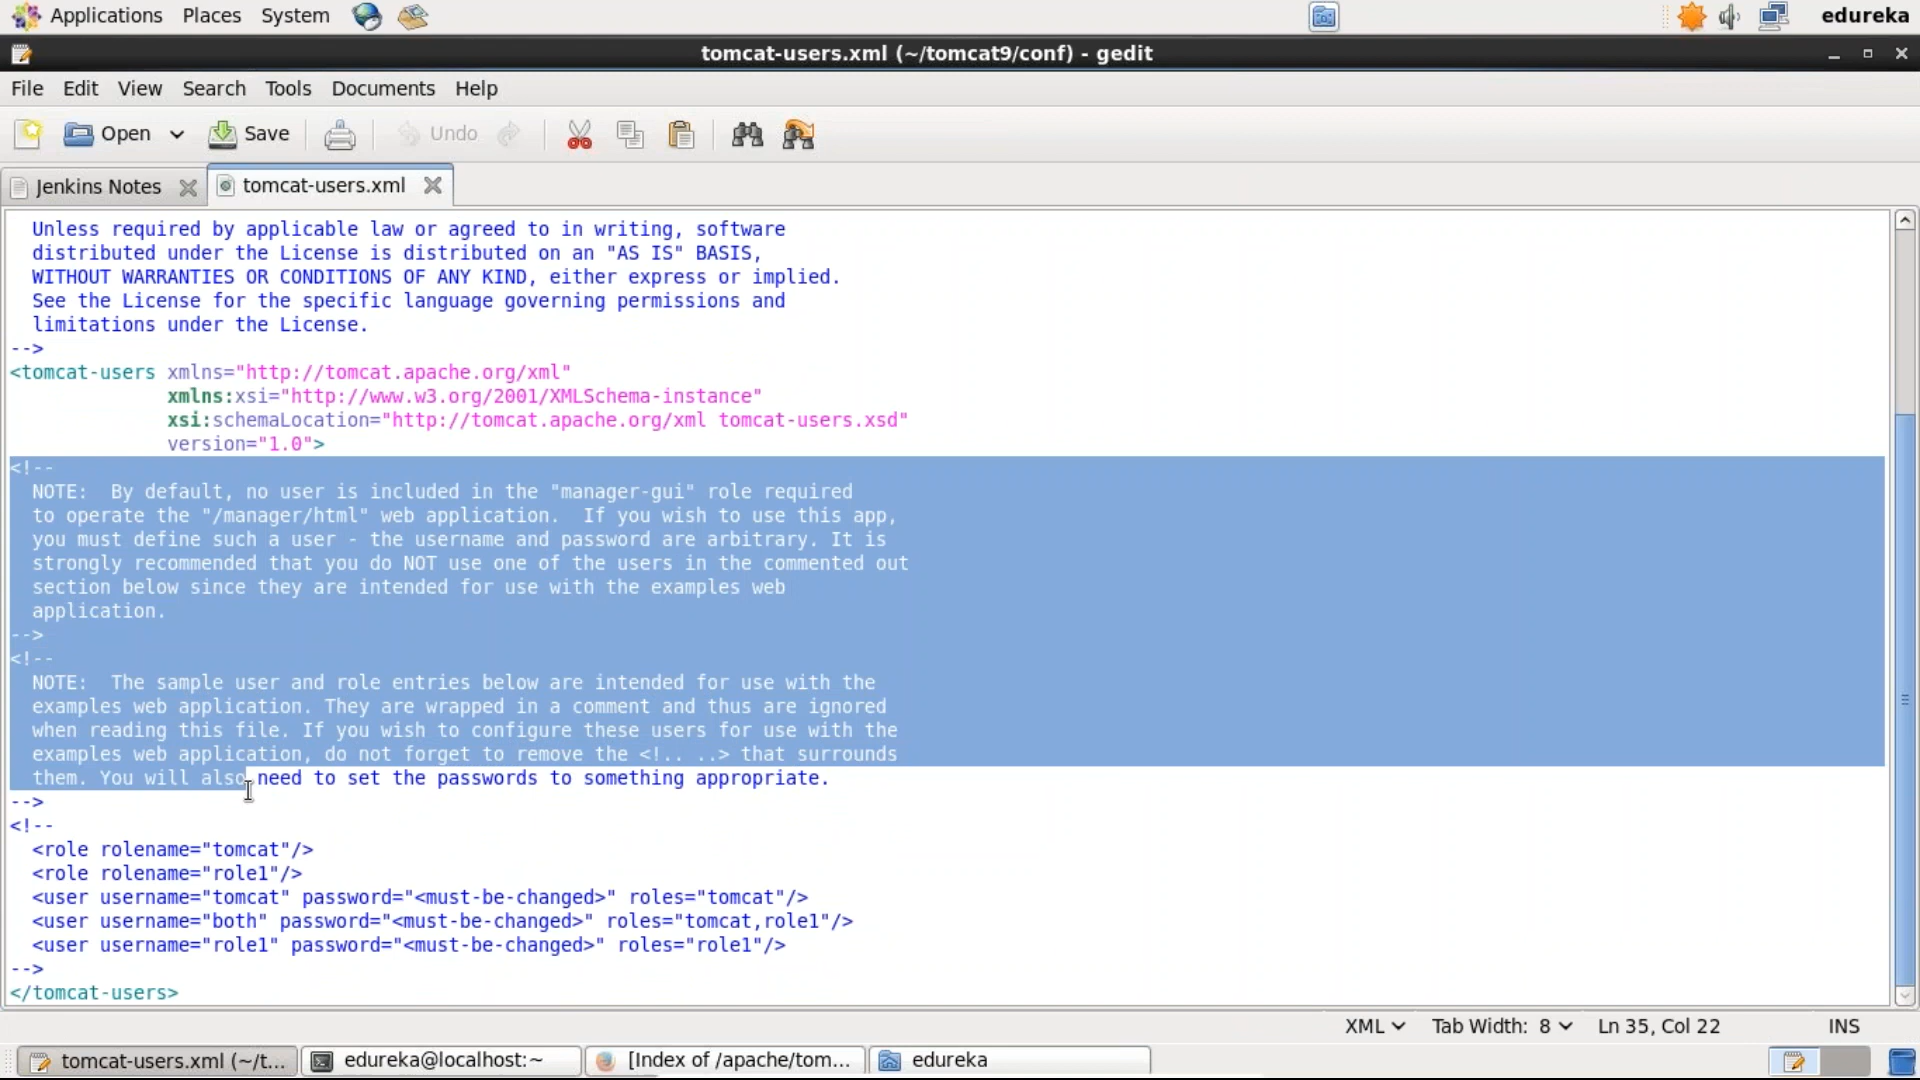 Applications Places System edureka
tomcat-users.xml (~/tomcat9/conf) - gedit
File Edit View Search Tools Documents Help
Open Save Undo
Jenkins Notes tomcat-users.xml
Unless required by applicable law or agreed to in writing, software
distributed under the License is distributed on an "AS IS" BASIS,
WITHOUT WARRANTIES OR CONDITIONS OF ANY KIND, either express or implied.
See the License for the specific language governing permissions and
limitations under the License.
-->
<tomcat-users xmlns="http://tomcat.apache.org/xml"
xmlns:xsi="http://www.w3.org/2001/XMLSchema-instance"
xsi:schemaLocation="http://tomcat.apache.org/xml tomcat-users.xsd"
version="1.0">
<!--
NOTE:  By default, no user is included in the "manager-gui" role required
to operate the "/manager/html" web application.  If you wish to use this app,
you must define such a user - the username and password are arbitrary. It is
strongly recommended that you do NOT use one of the users in the commented out
section below since they are intended for use with the examples web
application.
-->
<!--
NOTE:  The sample user and role entries below are intended for use with the
examples web application. They are wrapped in a comment and thus are ignored
when reading this file. If you wish to configure these users for use with the
examples web application, do not forget to remove the <!.. ..> that surrounds
them. You will also need to set the passwords to something appropriate.
-->
<!--
<role rolename="tomcat"/>
<role rolename="role1"/>
<user username="tomcat" password="<must-be-changed>" roles="tomcat"/>
<user username="both" password="<must-be-changed>" roles="tomcat,role1"/>
<user username="role1" password="<must-be-changed>" roles="role1"/>
-->
</tomcat-users>
XML Tab Width: 8 Ln 35, Col 22 INS
tomcat-users.xml (~/t... edureka@localhost:~ [Index of /apache/tom... edureka